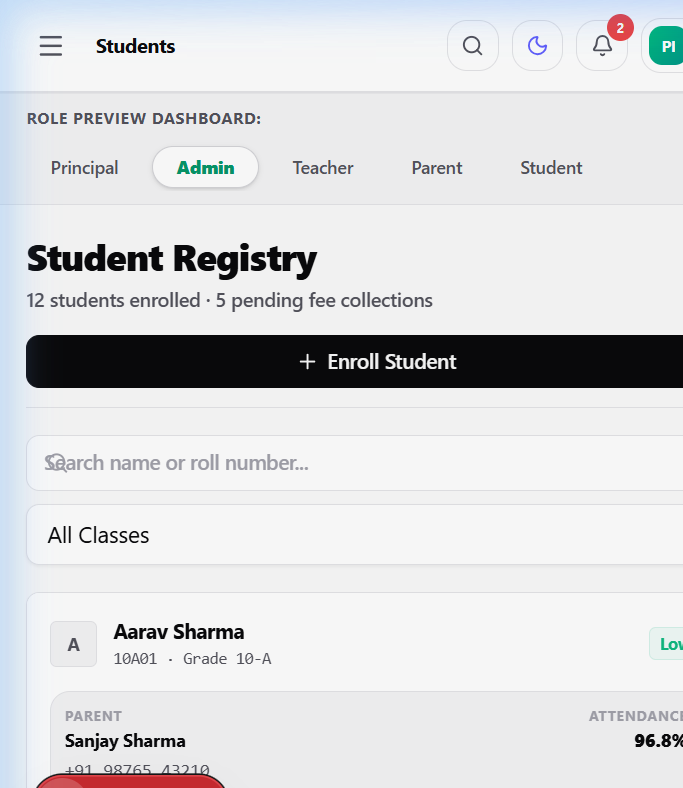 Students
2
PI
ROLE PREVIEW DASHBOARD:
Principal Admin Teacher Parent Student
Student Registry
12 students enrolled · 5 pending fee collections
+ Enroll Student
Search name or roll number...
All Classes
A
Aarav Sharma
10A01 · Grade 10-A
Low
PARENT
ATTENDANCE
Sanjay Sharma
96.8%
+91 98765 43210